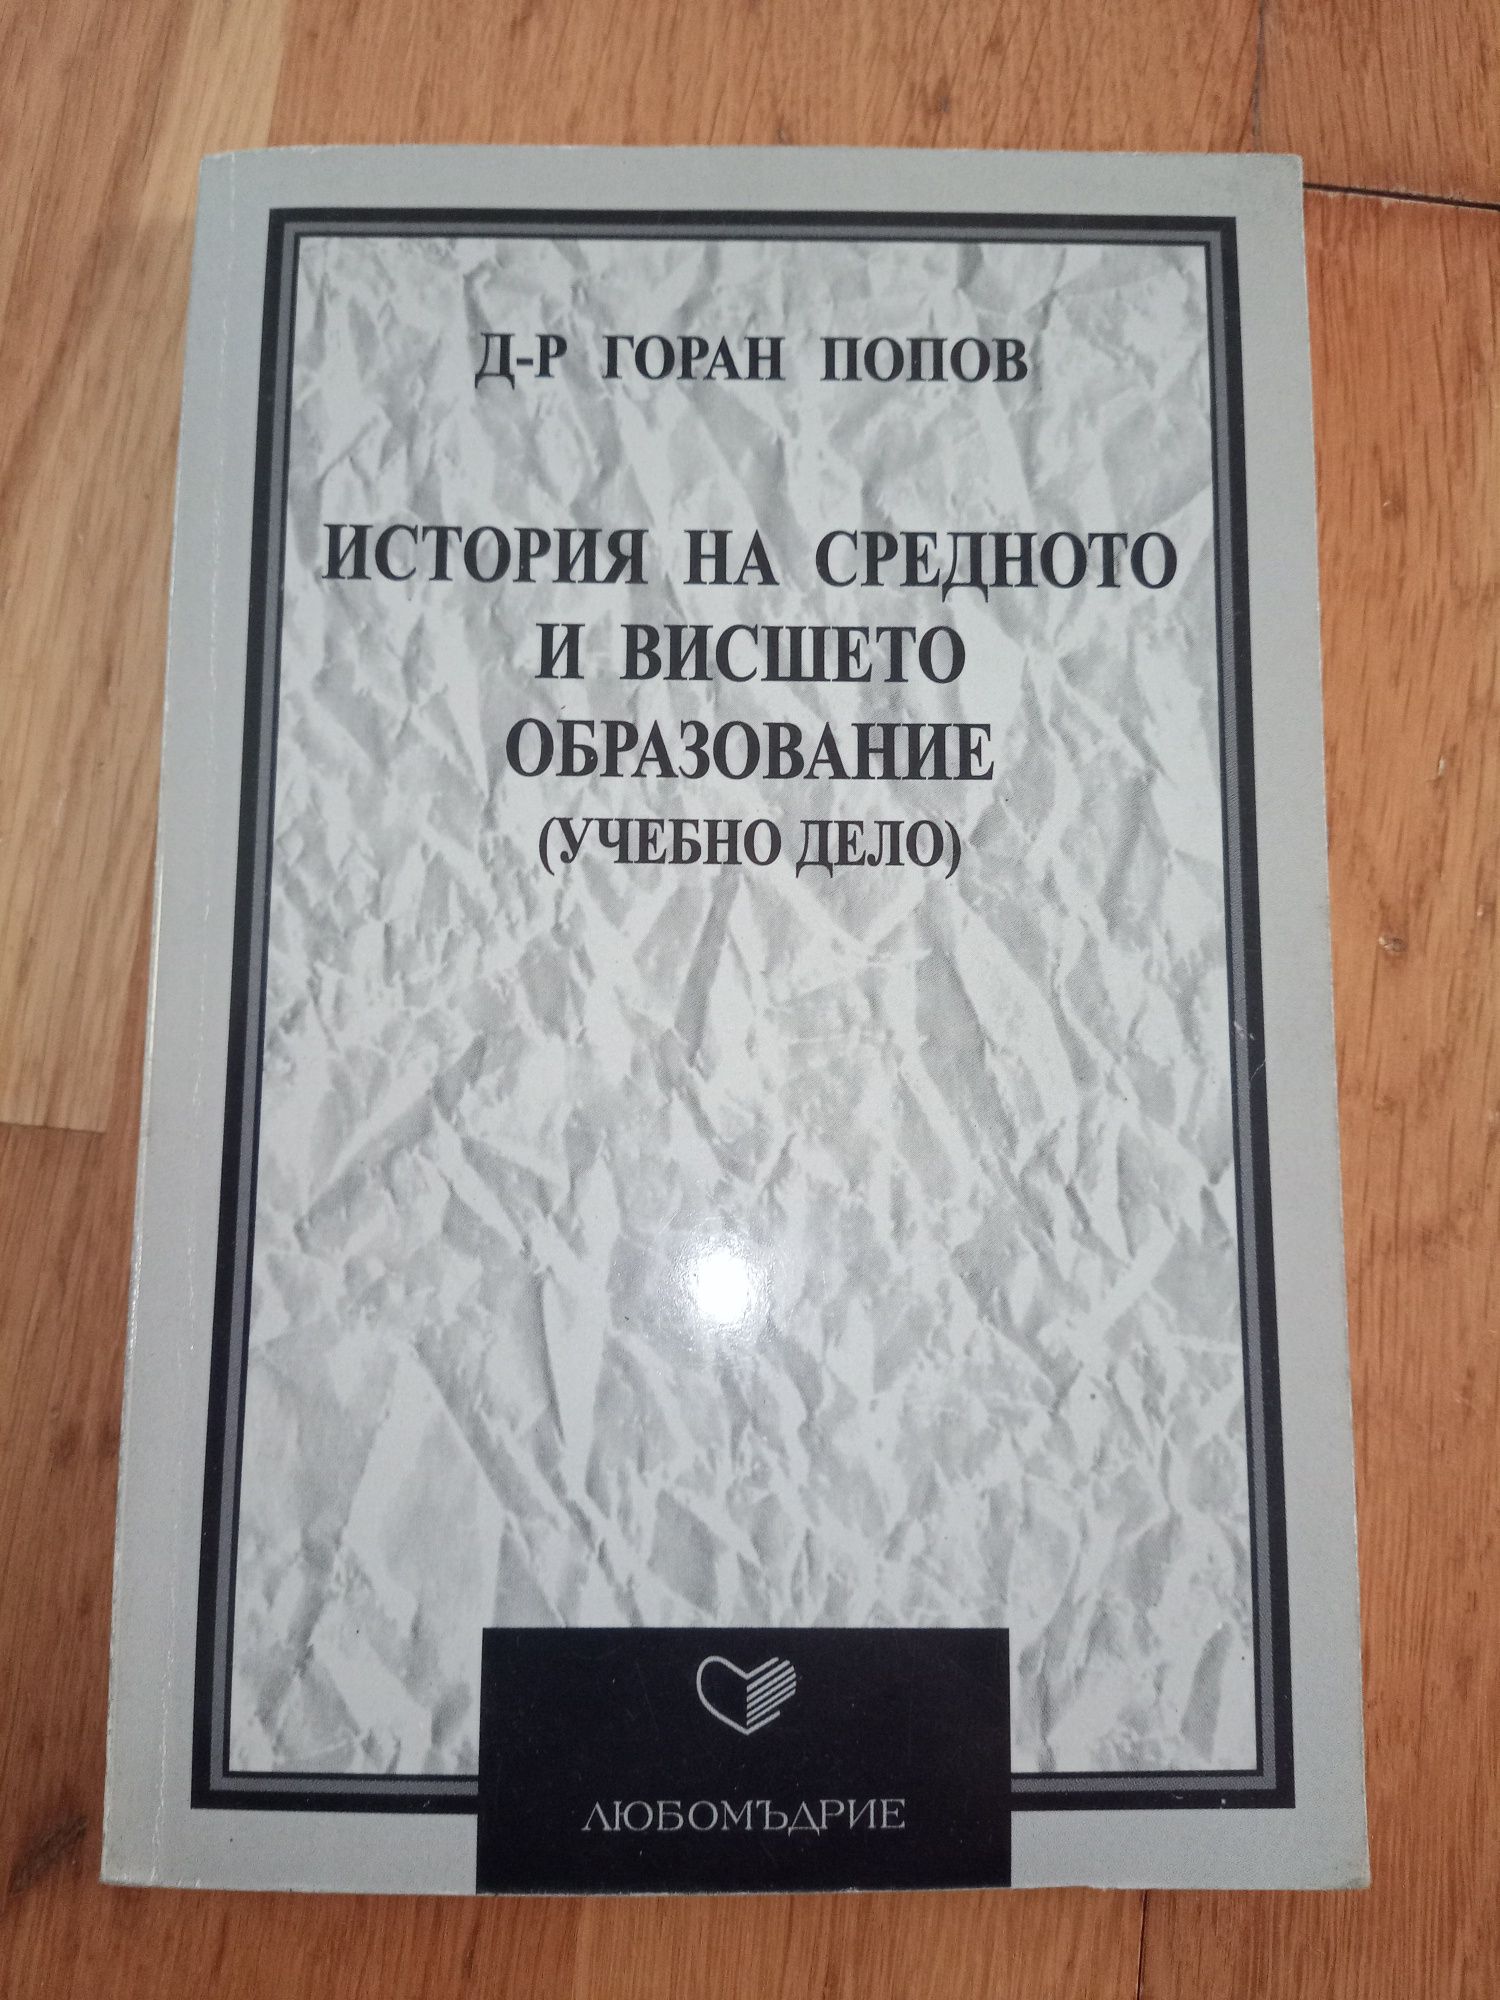 Д-Р ГОРАН ПОПОВ
ИСТОРИЯ НА СРЕДНОТО
И ВИСШЕТО
ОБРАЗОВАНИЕ
(УЧЕБНО ДЕЛО)
ЛЮБОМЪДРИЕ